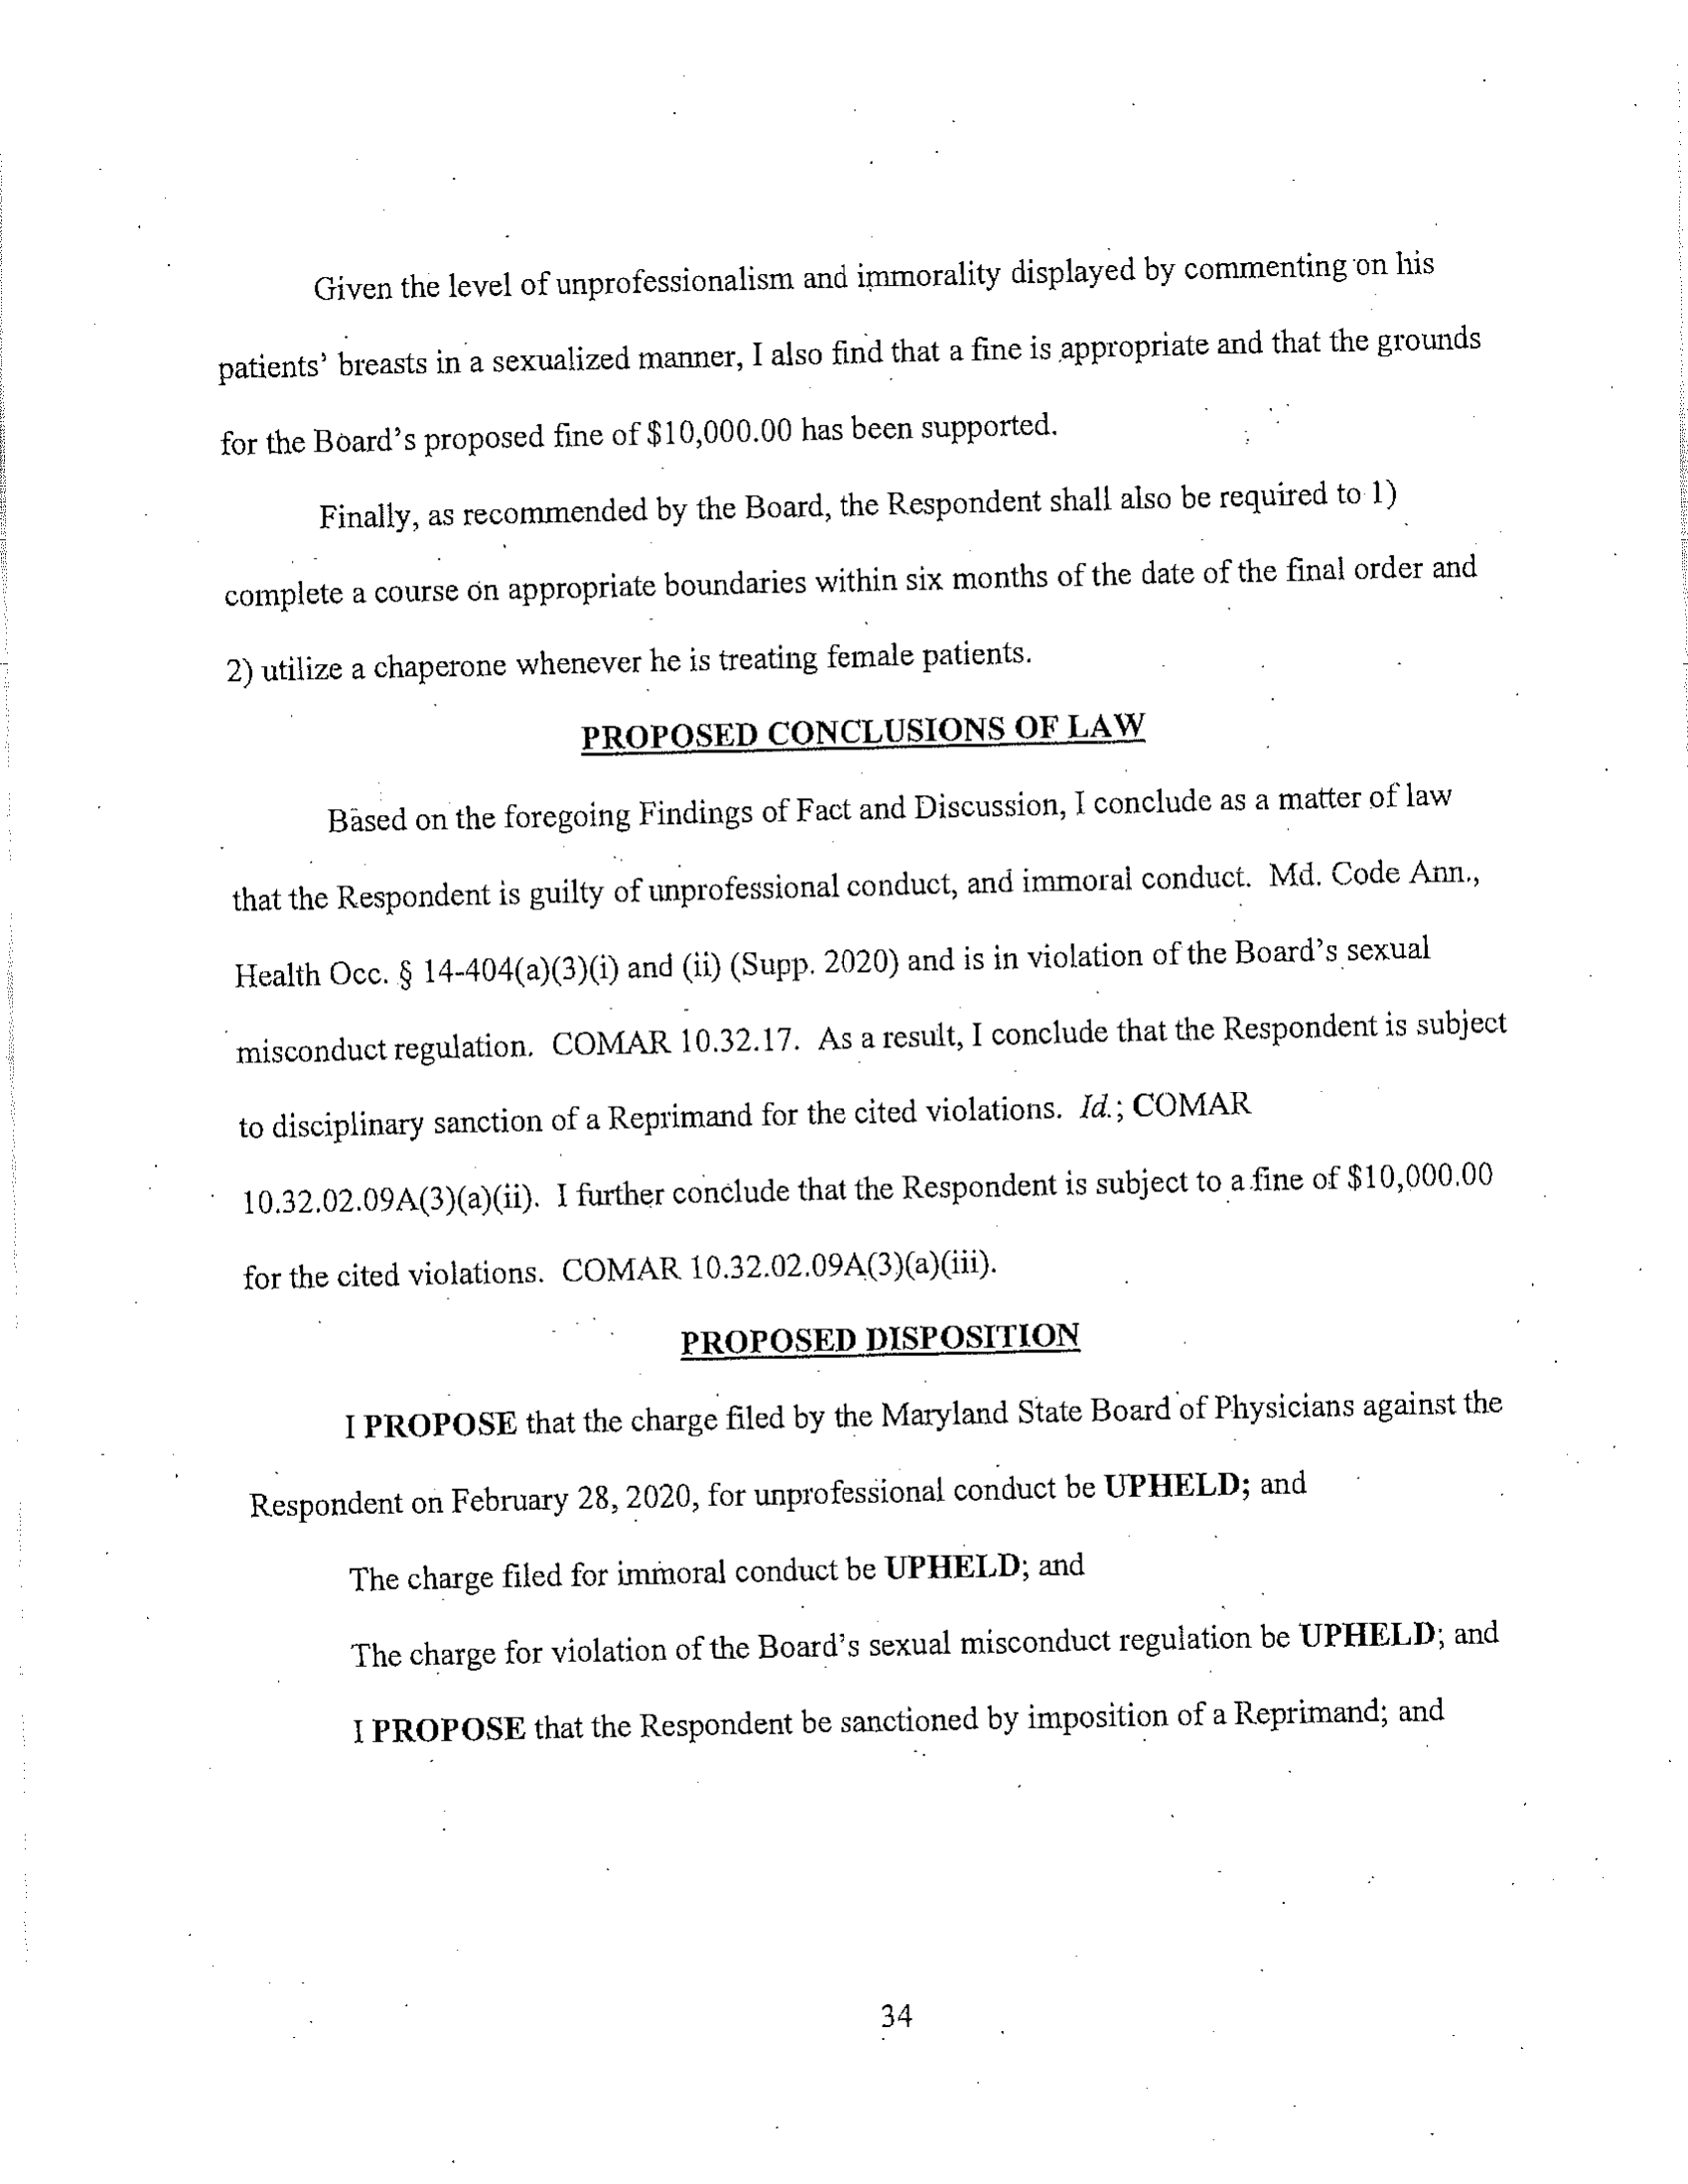 Given the level of unprofessionalism and immorality displayed by commenting on his
patients' breasts in a sexualized manner, I also find that a fine is appropriate and that the grounds
for the Board's proposed fine of $10,000.00 has been supported.
Finally, as recommended by the Board, the Respondent shall also be required to 1)
complete a course on appropriate boundaries within six months of the date of the final order and
2) utilize a chaperone whenever he is treating female patients.
PROPOSED CONCLUSIONS OF LAW
Based on the foregoing Findings of Fact and Discussion, I conclude as a matter of law
that the Respondent is guilty of unprofessional conduct, and immoral conduct. Md. Code Ann.,
Health Occ. § 14-404(a)(3)(i) and (ii) (Supp. 2020) and is in violation of the Board's sexual
misconduct regulation. COMAR 10.32.17. As a result, I conclude that the Respondent is subject
to disciplinary sanction of a Reprimand for the cited violations. Id.; COMAR
10.32.02.09A(3)(a)(ii). I further conclude that the Respondent is subject to a fine of $10,000.00
for the cited violations. COMAR 10.32.02.09A(3)(a)(iii).
PROPOSED DISPOSITION
I PROPOSE that the charge filed by the Maryland State Board of Physicians against the
Respondent on February 28, 2020, for unprofessional conduct be UPHELD; and
The charge filed for immoral conduct be UPHELD; and
The charge for violation of the Board's sexual misconduct regulation be UPHELD; and
I PROPOSE that the Respondent be sanctioned by imposition of a Reprimand; and
34